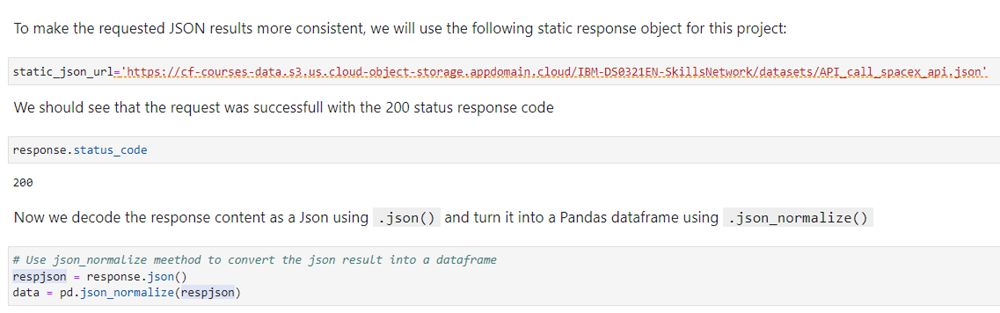 To make the requested JSON results more consistent, we will use the following static response object for this project:
static_json_url='https://cf-courses-data.s3.us.cloud-object-storage.appdomain.cloud/IBM-DS0321EN-SkillsNetwork/datasets/API_call_spacex_api.json'
We should see that the request was successfull with the 200 status response code
response.status_code
200
Now we decode the response content as a Json using .json() and turn it into a Pandas dataframe using .json_normalize()
# Use json_normalize meethod to convert the json result into a dataframe
respjson = response.json()
data = pd.json_normalize(respjson)